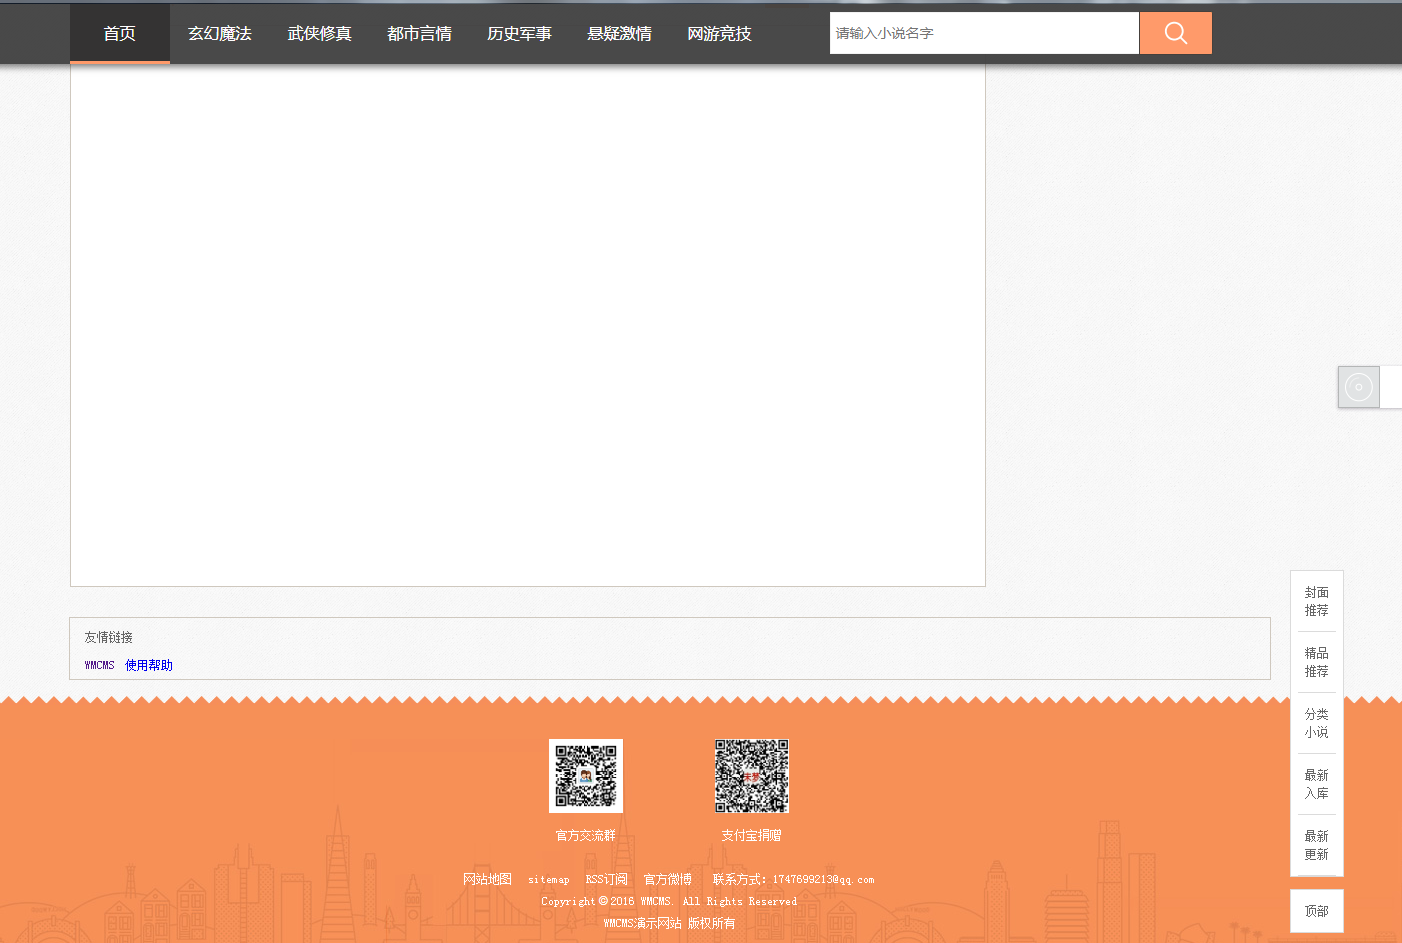 首页 玄幻魔法 武侠修真 都市言情 历史军事 悬疑激情 网游竞技 请输入小说名字
封面
推荐
友情链接
WMCMS 使用帮助
精品
推荐
分类
小说
最新
入库
最新
更新
官方交流群 支付宝捐赠
网站地图 sitemap RSS订阅 官方微博 联系方式: 1747699213@qq.com
Copyright©2016 WMCMS. All Rights Reserved
WMCMS演示网站 版权所有
顶部